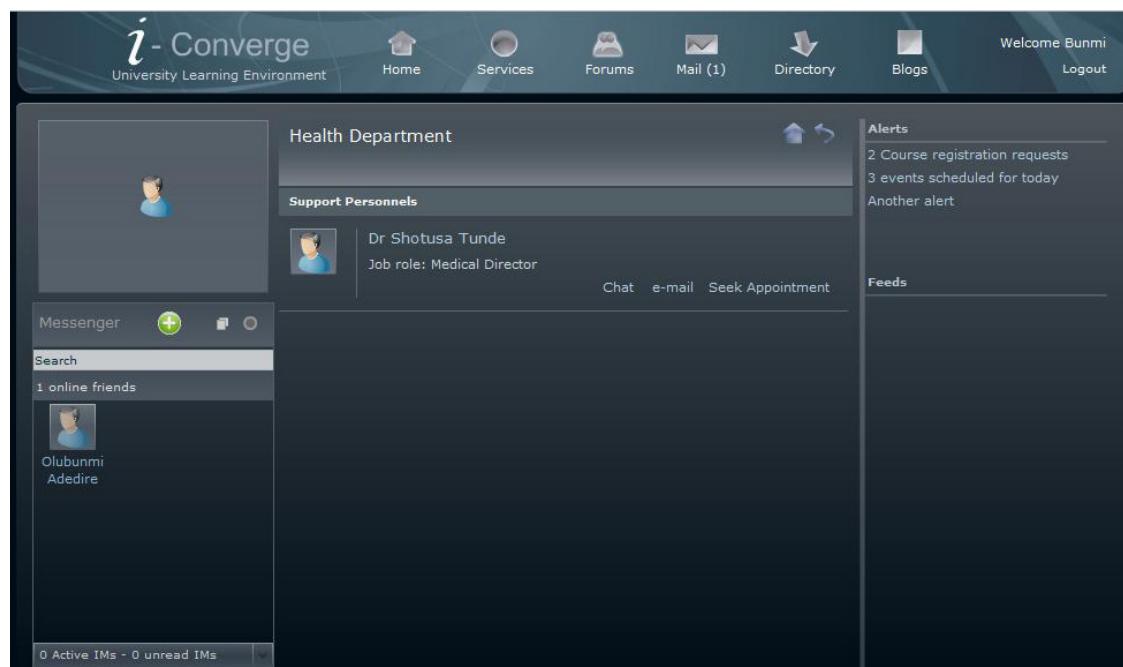 i - Converge
University Learning Environment
Home
Services
Forums
Mail (1)
Directory
Blogs
Welcome Bunmi
Logout
Health Department
Support Personnels
Dr Shotusa Tunde
Job role: Medical Director
Chat e-mail Seek Appointment
Messenger
Search
1 online friends
Olubunmi
Adedire
0 Active IMs - 0 unread IMs
Alerts
2 Course registration requests
3 events scheduled for today
Another alert
Feeds